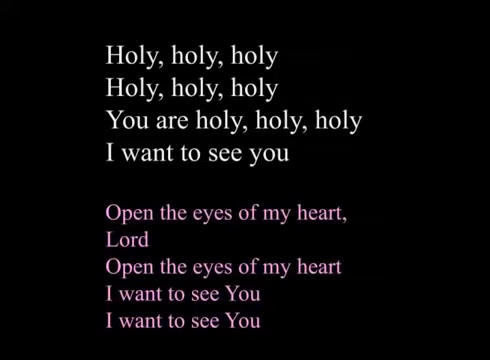 Holy, holy, holy
Holy, holy, holy
You are holy, holy, holy
I want to see you
Open the eyes of my heart,
Lord
Open the eyes of my heart
I want to see You
I want to see You